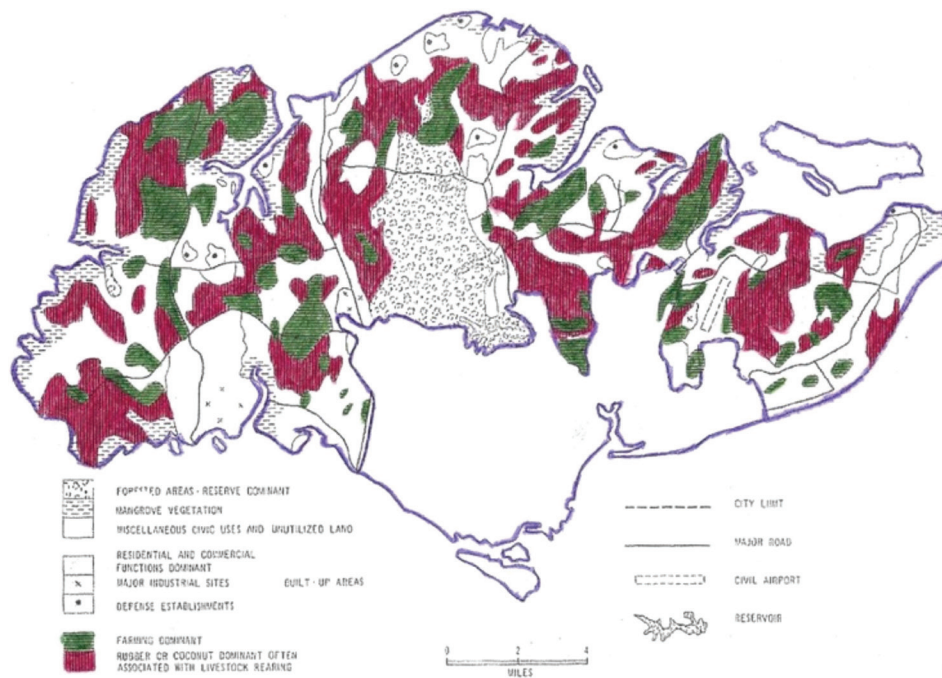 FORESTED AREAS - RESERVE DOMINANT
MANGROVE VEGETATION
MISCELLANEOUS CIVIC USES AND UNUTILIZED LAND
RESIDENTIAL AND COMMERCIAL
FUNCTIONS DOMINANT
MAJOR INDUSTRIAL SITES
BUILT-UP AREAS
DEFENSE ESTABLISHMENTS
FARMING DOMINANT
RUBBER OR COCONUT DOMINANT OFTEN
ASSOCIATED WITH LIVESTOCK REARING
0 2 4
MILES
CITY LIMIT
MAJOR ROAD
CIVIL AIRPORT
RESERVOIR